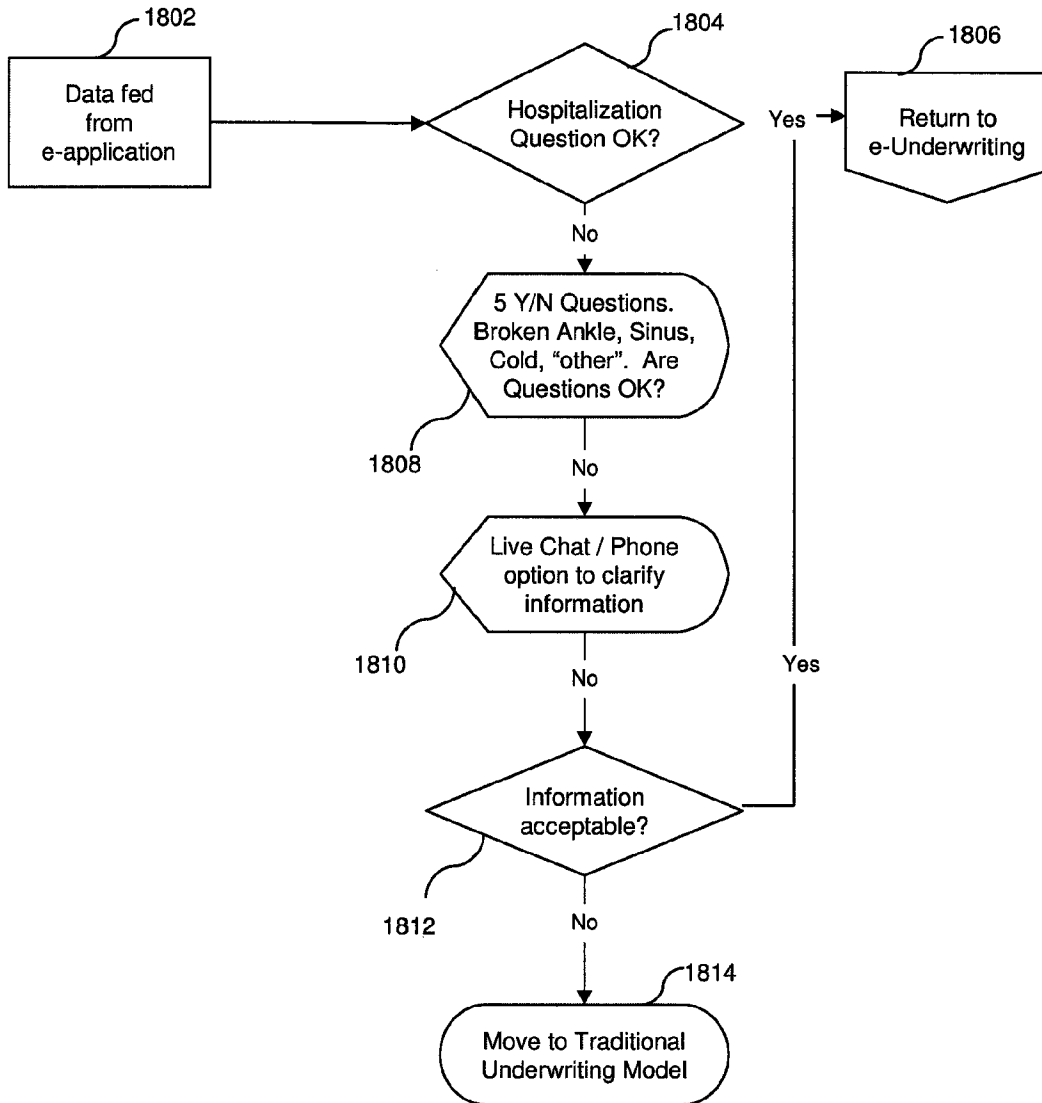 1802
Data fed
from
e-application
1804
Hospitalization
Question OK?
Yes
1806
Return to
e-Underwriting
No
5 Y/N Questions.
Broken Ankle, Sinus,
Cold, “other”. Are
Questions OK?
1808
No
Live Chat / Phone
option to clarify
information
1810
No
Yes
Information
acceptable?
1812
No
1814
Move to Traditional
Underwriting Model